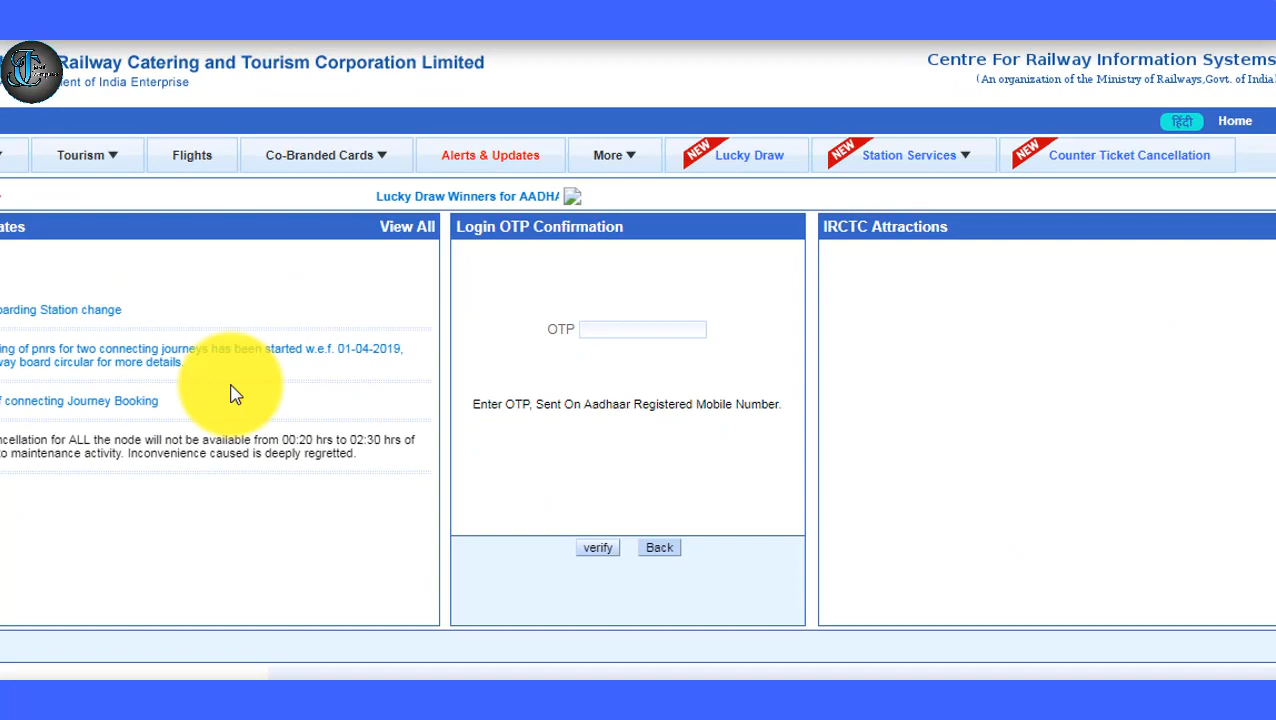 Railway Catering and Tourism Corporation Limited
Centre For Railway Information Systems
ment of India Enterprise
(An organization of the Ministry of Railways,Govt. of India
हिंदी Home
Tourism ▼ Flights Co-Branded Cards ▼ Alerts & Updates More ▼ NEW Lucky Draw NEW Station Services ▼ NEW Counter Ticket Cancellation
Lucky Draw Winners for AADHA
ates View All
arding Station change
ing of pnrs for two connecting journeys has been started w.e.f. 01-04-2019,
way board circular for more details.
f connecting Journey Booking
ncellation for ALL the node will not be available from 00:20 hrs to 02:30 hrs of
to maintenance activity. Inconvenience caused is deeply regretted.
Login OTP Confirmation
OTP
Enter OTP, Sent On Aadhaar Registered Mobile Number.
verify Back
IRCTC Attractions